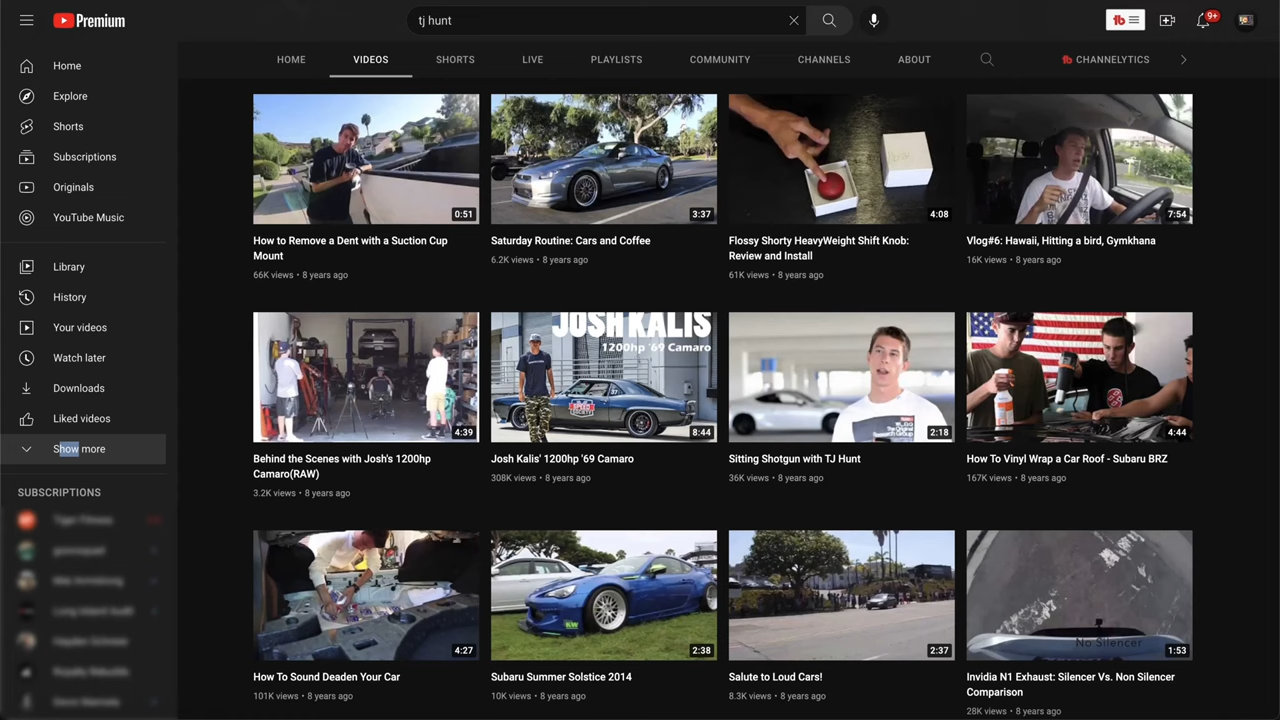 Premium
tj hunt
9+
HOME
VIDEOS
SHORTS
LIVE
PLAYLISTS
COMMUNITY
CHANNELS
ABOUT
CHANNELYTICS
Home
Explore
Shorts
Subscriptions
Originals
YouTube Music
Library
History
Your videos
Watch later
Downloads
Liked videos
Show more
SUBSCRIPTIONS
0:51
3:37
4:08
7:54
How to Remove a Dent with a Suction Cup
Mount
66K views • 8 years ago
Saturday Routine: Cars and Coffee
6.2K views • 8 years ago
Flossy Shorty HeavyWeight Shift Knob:
Review and Install
61K views • 8 years ago
Vlog#6: Hawaii, Hitting a bird, Gymkhana
16K views • 8 years ago
4:39
JOSH KALIS
1200hp '69 Camaro
8:44
2:18
4:44
Behind the Scenes with Josh's 1200hp
Camaro(RAW)
3.2K views • 8 years ago
Josh Kalis' 1200hp '69 Camaro
308K views • 8 years ago
Sitting Shotgun with TJ Hunt
36K views • 8 years ago
How To Vinyl Wrap a Car Roof - Subaru BRZ
167K views • 8 years ago
4:27
KW
2:38
2:37
No Silencer
1:53
How To Sound Deaden Your Car
101K views • 8 years ago
Subaru Summer Solstice 2014
10K views • 8 years ago
Salute to Loud Cars!
8.3K views • 8 years ago
Invidia N1 Exhaust: Silencer Vs. Non Silencer
Comparison
28K views • 8 years ago